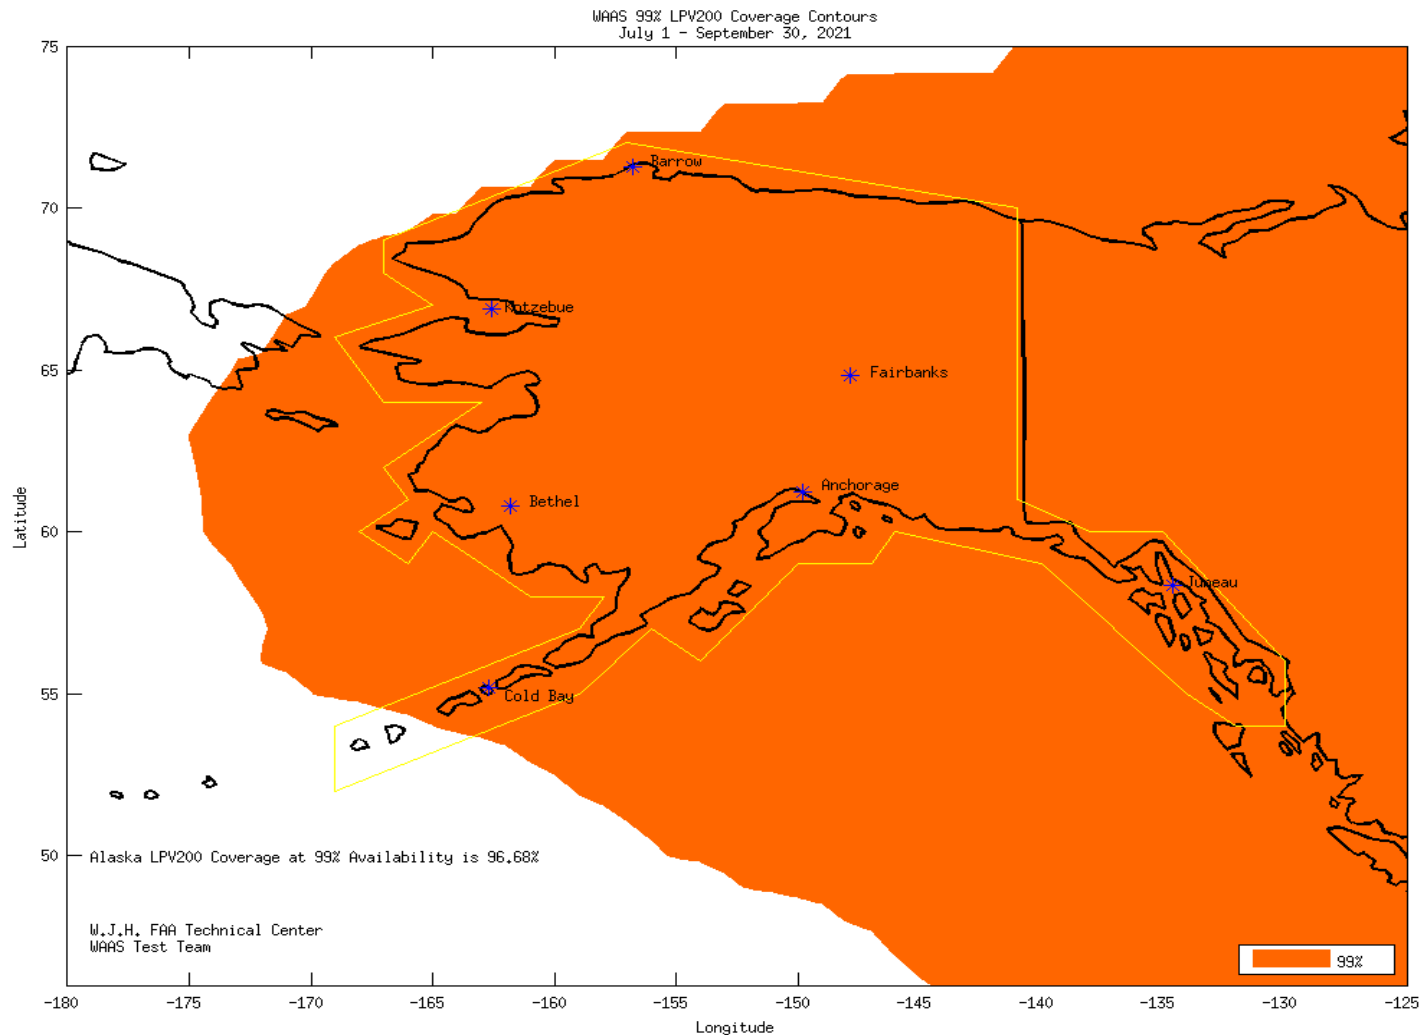 WAAS 99% LPV200 Coverage Contours
July 1 - September 30, 2021
75
70
65
60
55
50
Latitude
Barrow
Kotzebue
Fairbanks
Anchorage
Bethel
Juneau
Cold Bay
Alaska LPV200 Coverage at 99% Availability is 96.68%
W.J.H. FAA Technical Center
WAAS Test Team
99%
-180 -175 -170 -165 -160 -155 -150 -145 -140 -135 -130 -125
Longitude